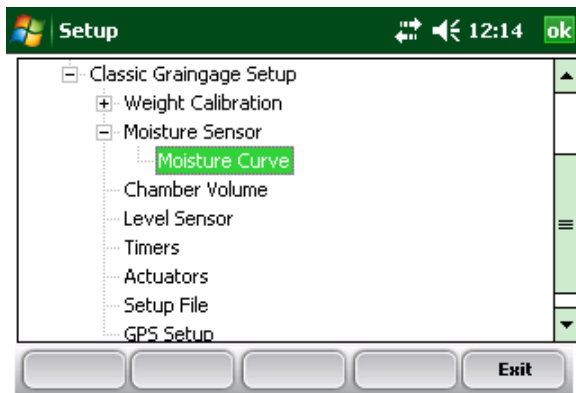 Setup 12:14 ok
Classic Graingage Setup
Weight Calibration
Moisture Sensor
Moisture Curve
Chamber Volume
Level Sensor
Timers
Actuators
Setup File
GPS Setup
Exit